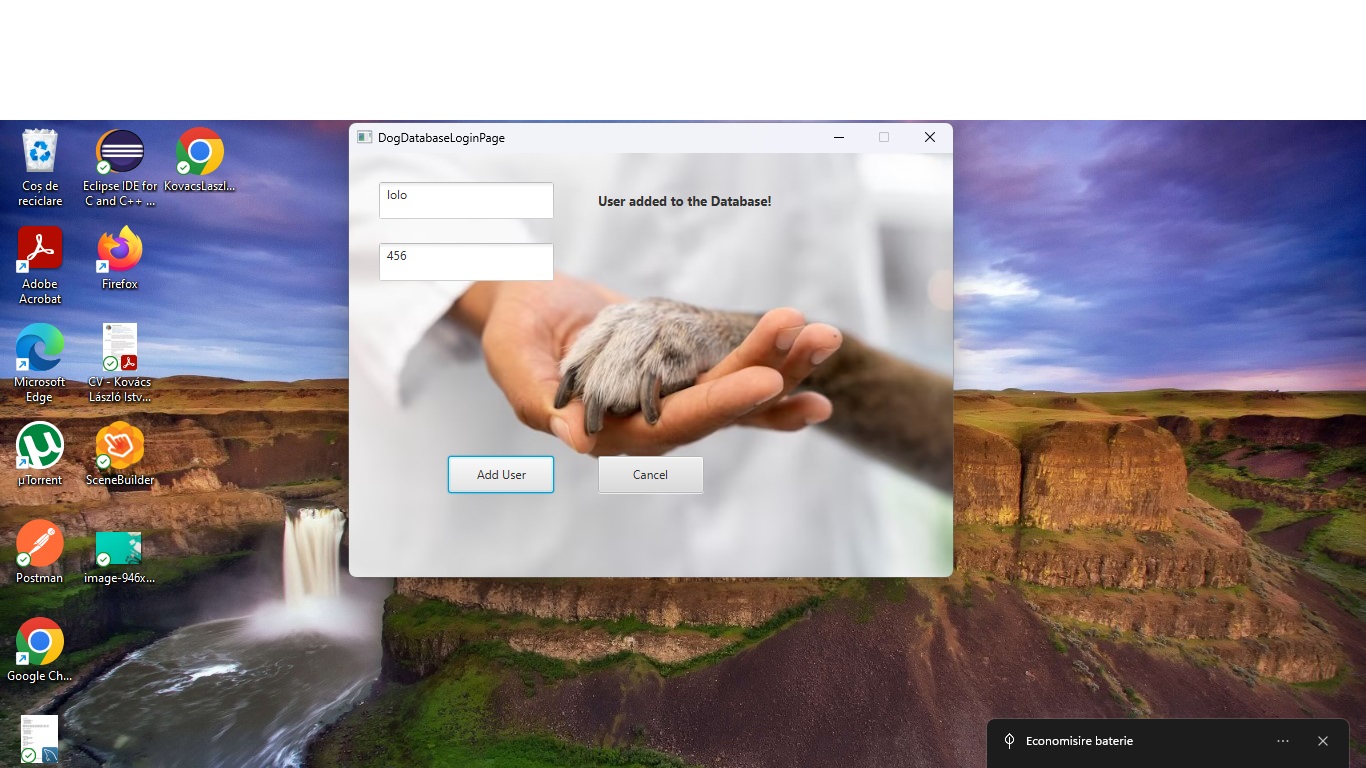 DogDatabaseLoginPage
lolo
User added to the Database!
456
Add User
Cancel
Coș de
reciclare
Eclipse IDE for
C and C++ ...
KovacsLaszl...
Adobe
Acrobat
Firefox
Microsoft
Edge
CV - Kovács
László Istv...
µTorrent
SceneBuilder
Postman
image-946x...
Google Ch...
Economisire baterie